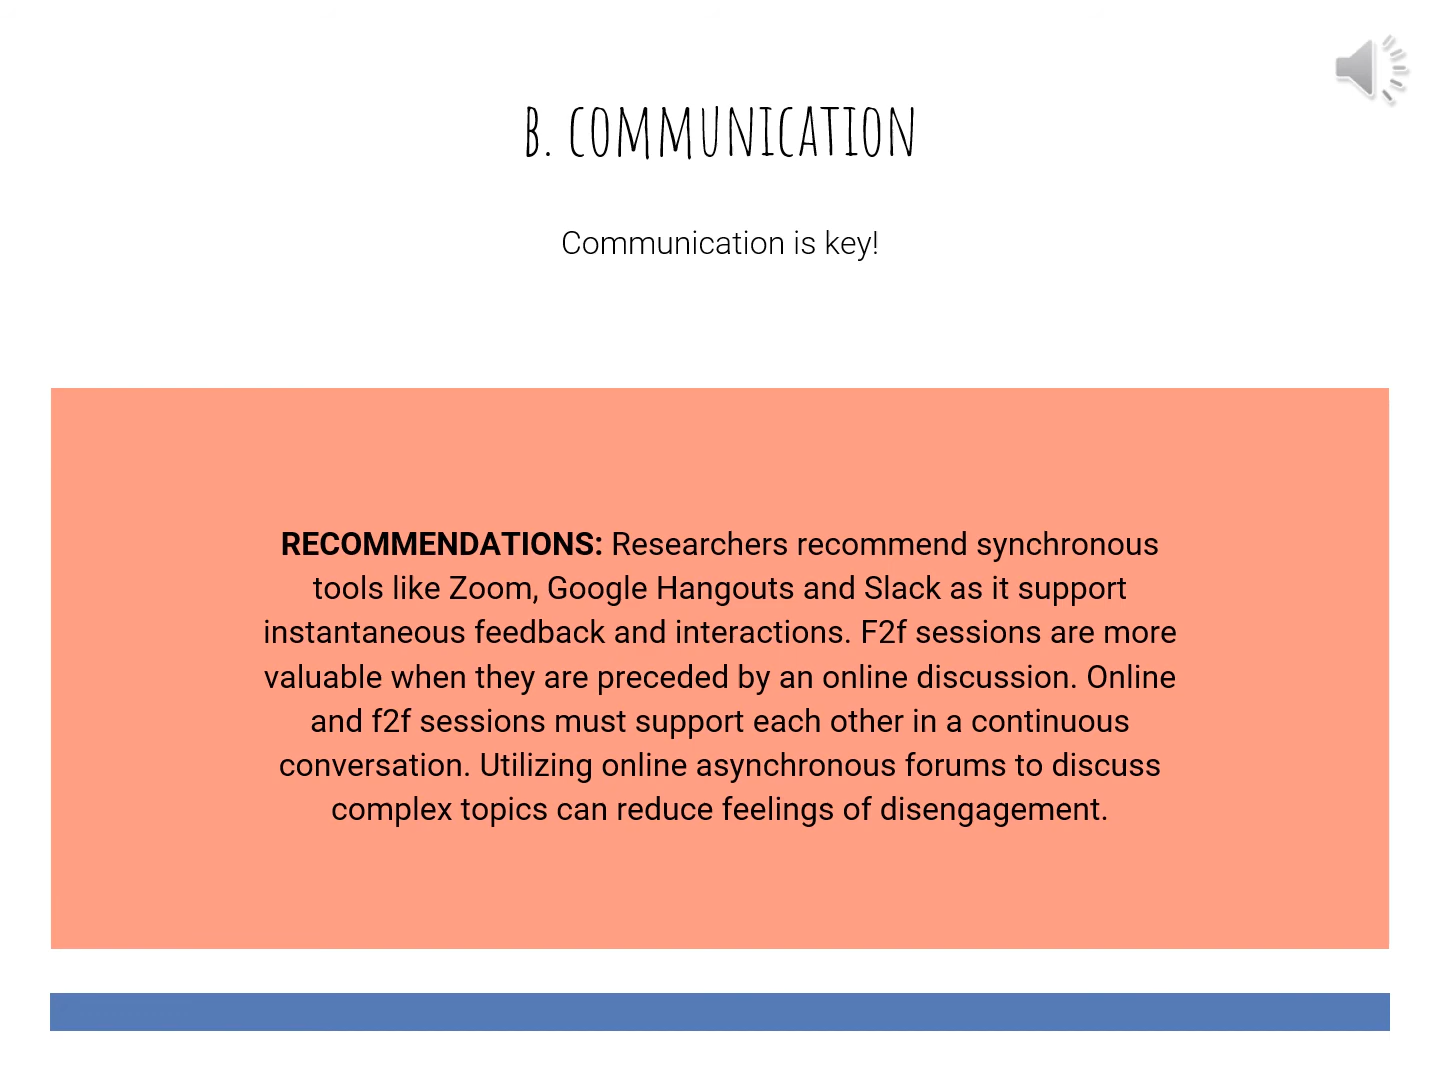 B. COMMUNICATION
Communication is key!
RECOMMENDATIONS: Researchers recommend synchronous
tools like Zoom, Google Hangouts and Slack as it support
instantaneous feedback and interactions. F2f sessions are more
valuable when they are preceded by an online discussion. Online
and f2f sessions must support each other in a continuous
conversation. Utilizing online asynchronous forums to discuss
complex topics can reduce feelings of disengagement.